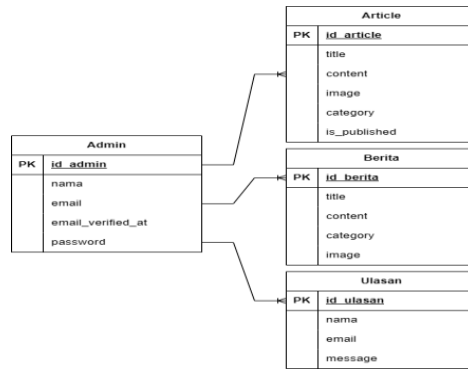 Admin
PK id_admin
nama
email
email_verified_at
password
Article
PK id_article
title
content
image
category
is_published
Berita
PK id_berita
title
content
category
image
Ulasan
PK id_ulasan
nama
email
message